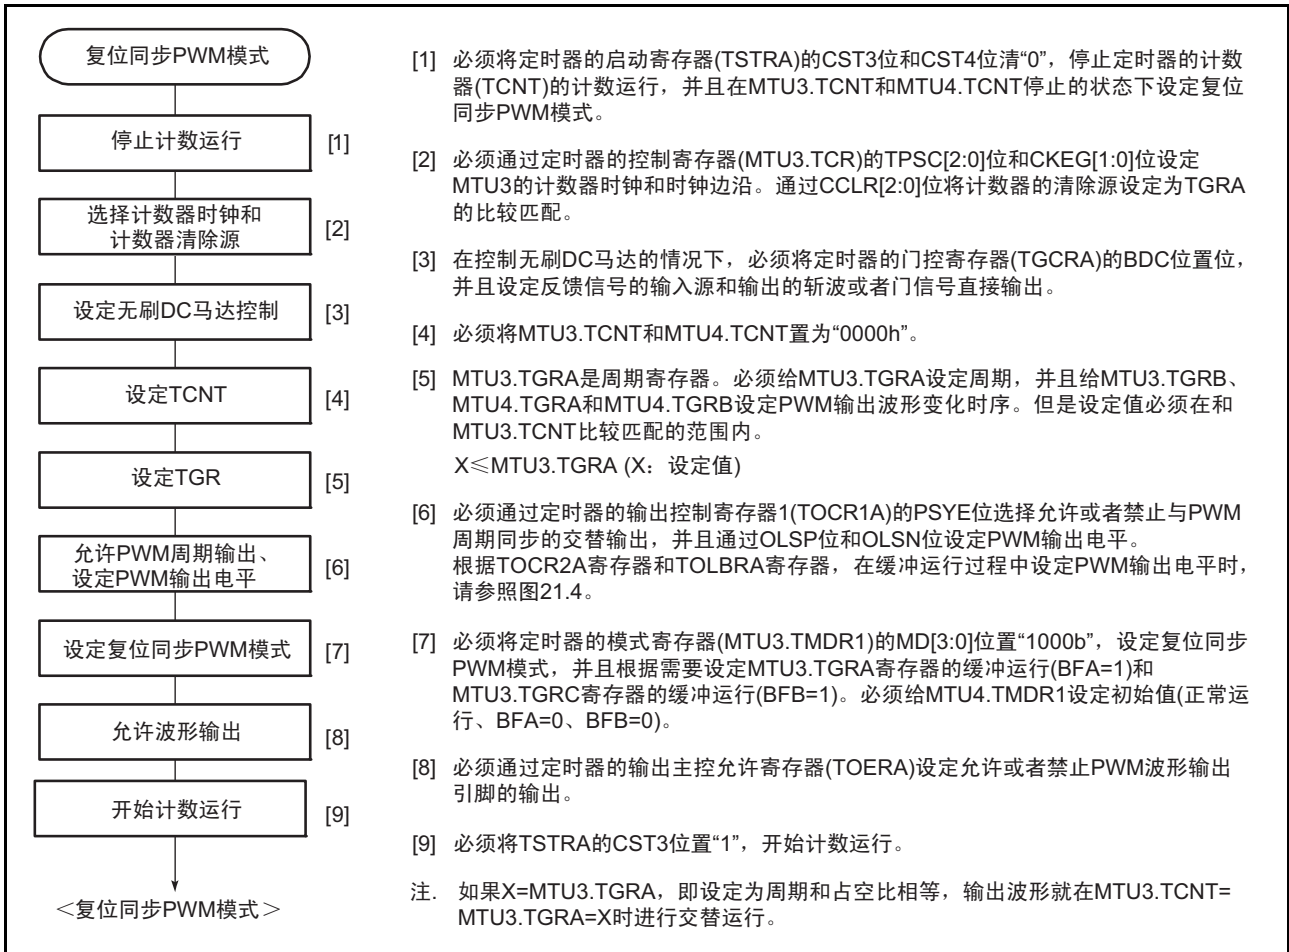 复位同步PWM模式
停止计数运行 [1]
选择计数器时钟和
计数器清除源 [2]
设定无刷DC马达控制 [3]
设定TCNT [4]
设定TGR [5]
允许PWM周期输出、
设定PWM输出电平 [6]
设定复位同步PWM模式 [7]
允许波形输出 [8]
开始计数运行 [9]
＜复位同步PWM模式＞
[1] 必须将定时器的启动寄存器(TSTRA)的CST3位和CST4位清“0”，停止定时器的计数
器(TCNT)的计数运行，并且在MTU3.TCNT和MTU4.TCNT停止的状态下设定复位
同步PWM模式。
[2] 必须通过定时器的控制寄存器(MTU3.TCR)的TPSC[2:0]位和CKEG[1:0]位设定
MTU3的计数器时钟和时钟边沿。通过CCLR[2:0]位将计数器的清除源设定为TGRA
的比较匹配。
[3] 在控制无刷DC马达的情况下，必须将定时器的门控寄存器(TGCRA)的BDC位置位，
并且设定反馈信号的输入源和输出的斩波或者门信号直接输出。
[4] 必须将MTU3.TCNT和MTU4.TCNT置为“0000h”。
[5] MTU3.TGRA是周期寄存器。必须给MTU3.TGRA设定周期，并且给MTU3.TGRB、
MTU4.TGRA和MTU4.TGRB设定PWM输出波形变化时序。但是设定值必须在和
MTU3.TCNT比较匹配的范围内。
X≤MTU3.TGRA (X：设定值)
[6] 必须通过定时器的输出控制寄存器1(TOCR1A)的PSYE位选择允许或者禁止与PWM
周期同步的交替输出，并且通过OLSP位和OLSN位设定PWM输出电平。
根据TOCR2A寄存器和TOLBRA寄存器，在缓冲运行过程中设定PWM输出电平时，
请参照图21.4。
[7] 必须将定时器的模式寄存器(MTU3.TMDR1)的MD[3:0]位置“1000b”，设定复位同步
PWM模式，并且根据需要设定MTU3.TGRA寄存器的缓冲运行(BFA=1)和
MTU3.TGRC寄存器的缓冲运行(BFB=1)。必须给MTU4.TMDR1设定初始值(正常运
行、BFA=0、BFB=0)。
[8] 必须通过定时器的输出主控允许寄存器(TOERA)设定允许或者禁止PWM波形输出
引脚的输出。
[9] 必须将TSTRA的CST3位置“1”，开始计数运行。
注. 如果X=MTU3.TGRA，即设定为周期和占空比相等，输出波形就在MTU3.TCNT=
MTU3.TGRA=X时进行交替运行。